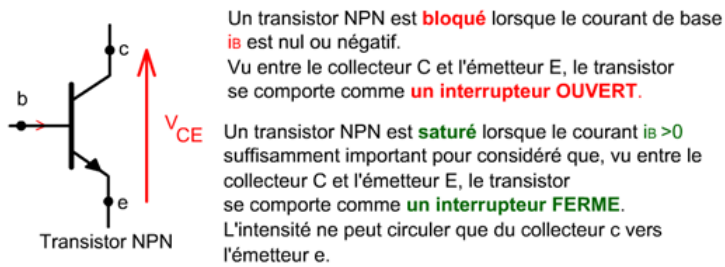 Un transistor NPN est bloqué lorsque le courant de base
iB est nul ou négatif.
Vu entre le collecteur C et l'émetteur E, le transistor
se comporte comme un interrupteur OUVERT.
Un transistor NPN est saturé lorsque le courant iB >0
suffisamment important pour considéré que, vu entre le
collecteur C et l'émetteur E, le transistor
se comporte comme un interrupteur FERME.
L'intensité ne peut circuler que du collecteur c vers
l'émetteur e.
c
b
VCE
e
Transistor NPN